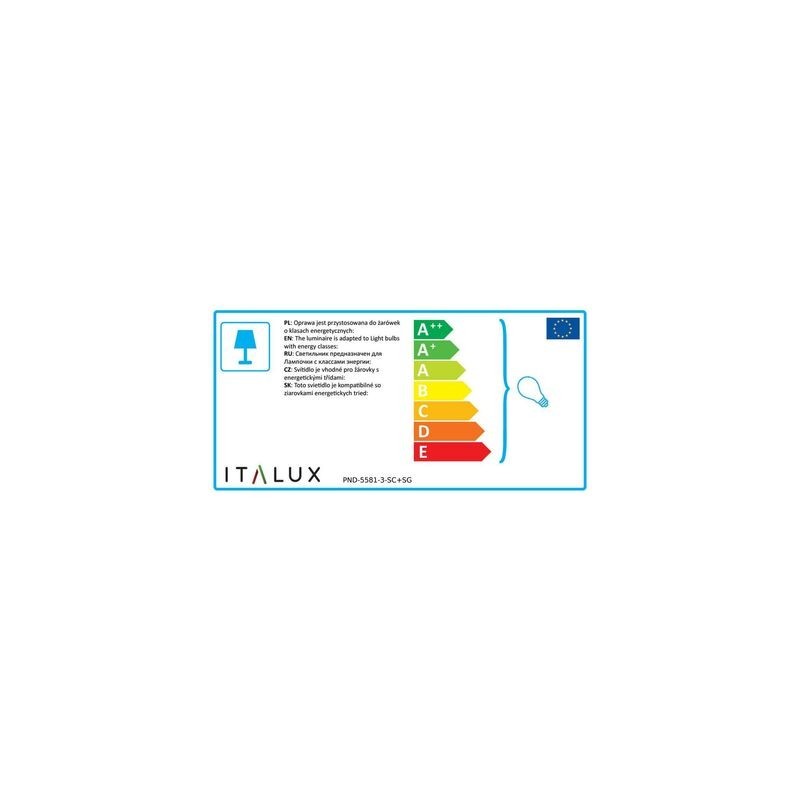 PL: Oprawa jest przystosowana do żarówek
o klasach energetycznych:
EN: The luminaire is adapted to Light bulbs
with energy classes:
RU: Светильник предназначен для
Лампочки с классами энергии:
CZ: Svítidlo je vhodné pro žárovky s
energetickými třídami:
SK: Toto svietidlo je kompatibilné so
ziarovkami energetických tried:
A++
A+
A
B
C
D
E
ITALUX
PND-5581-3-SC+SG